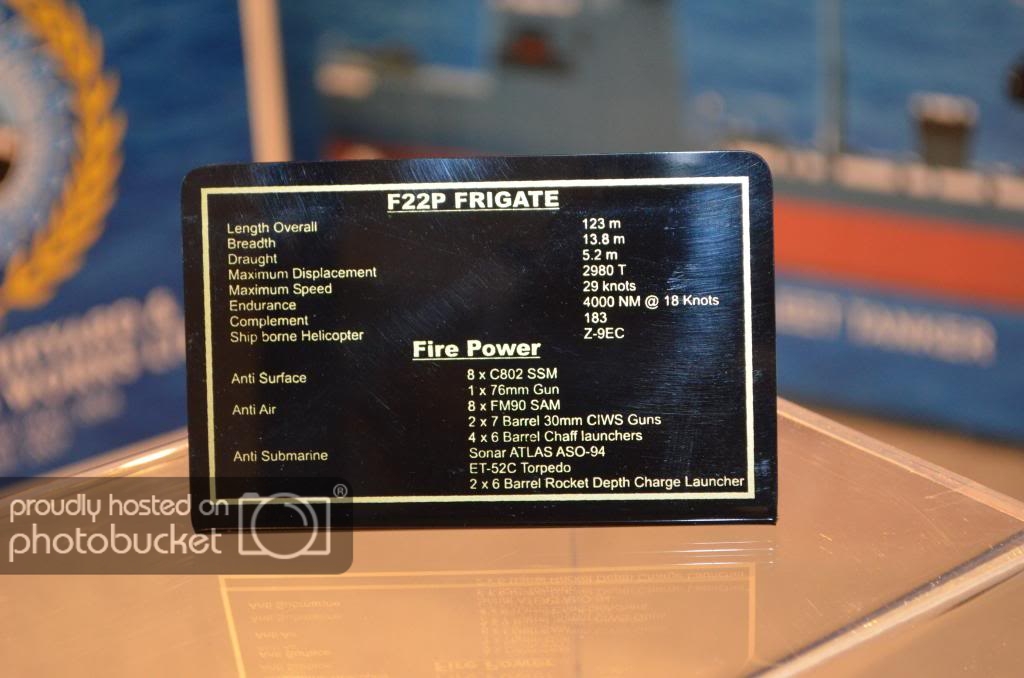 F22P FRIGATE
Length Overall 123 m
Breadth 13.8 m
Draught 5.2 m
Maximum Displacement 2980 T
Maximum Speed 29 knots
Endurance 4000 NM @ 18 Knots
Complement 183
Ship borne Helicopter Z-9EC
Fire Power
Anti Surface 8 x C802 SSM
1 x 76mm Gun
Anti Air 8 x FM90 SAM
2 x 7 Barrel 30mm CIWS Guns
4 x 6 Barrel Chaff launchers
Anti Submarine Sonar ATLAS ASO-94
ET-52C Torpedo
2 x 6 Barrel Rocket Depth Charge Launcher
proudly hosted on
photobucket ®